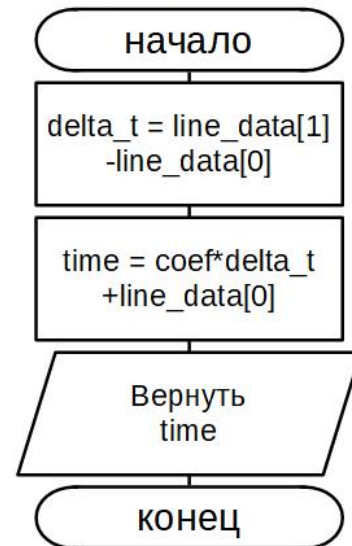 начало
delta_t = line_data[1]
-line_data[0]
time = coef*delta_t
+line_data[0]
Вернуть
time
конец